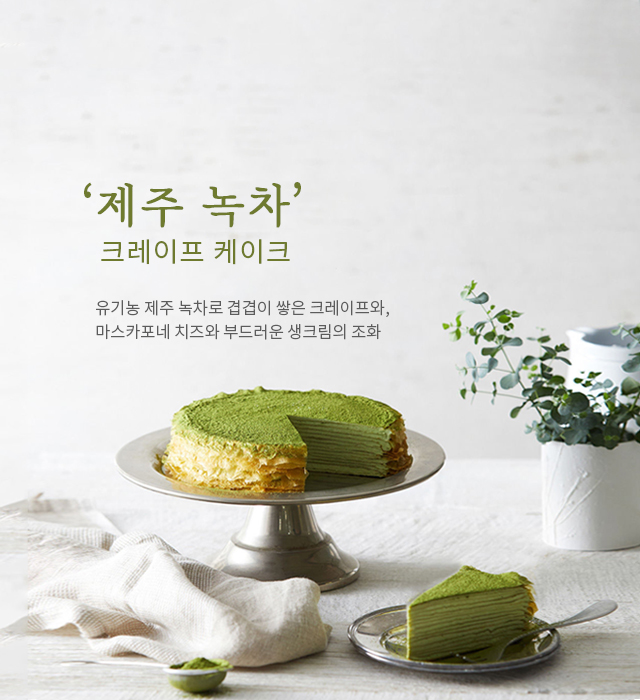 ‘제주 녹차’
크레이프 케이크
유기농 제주 녹차로 겹겹이 쌓은 크레이프와,
마스카포네 치즈와 부드러운 생크림의 조화